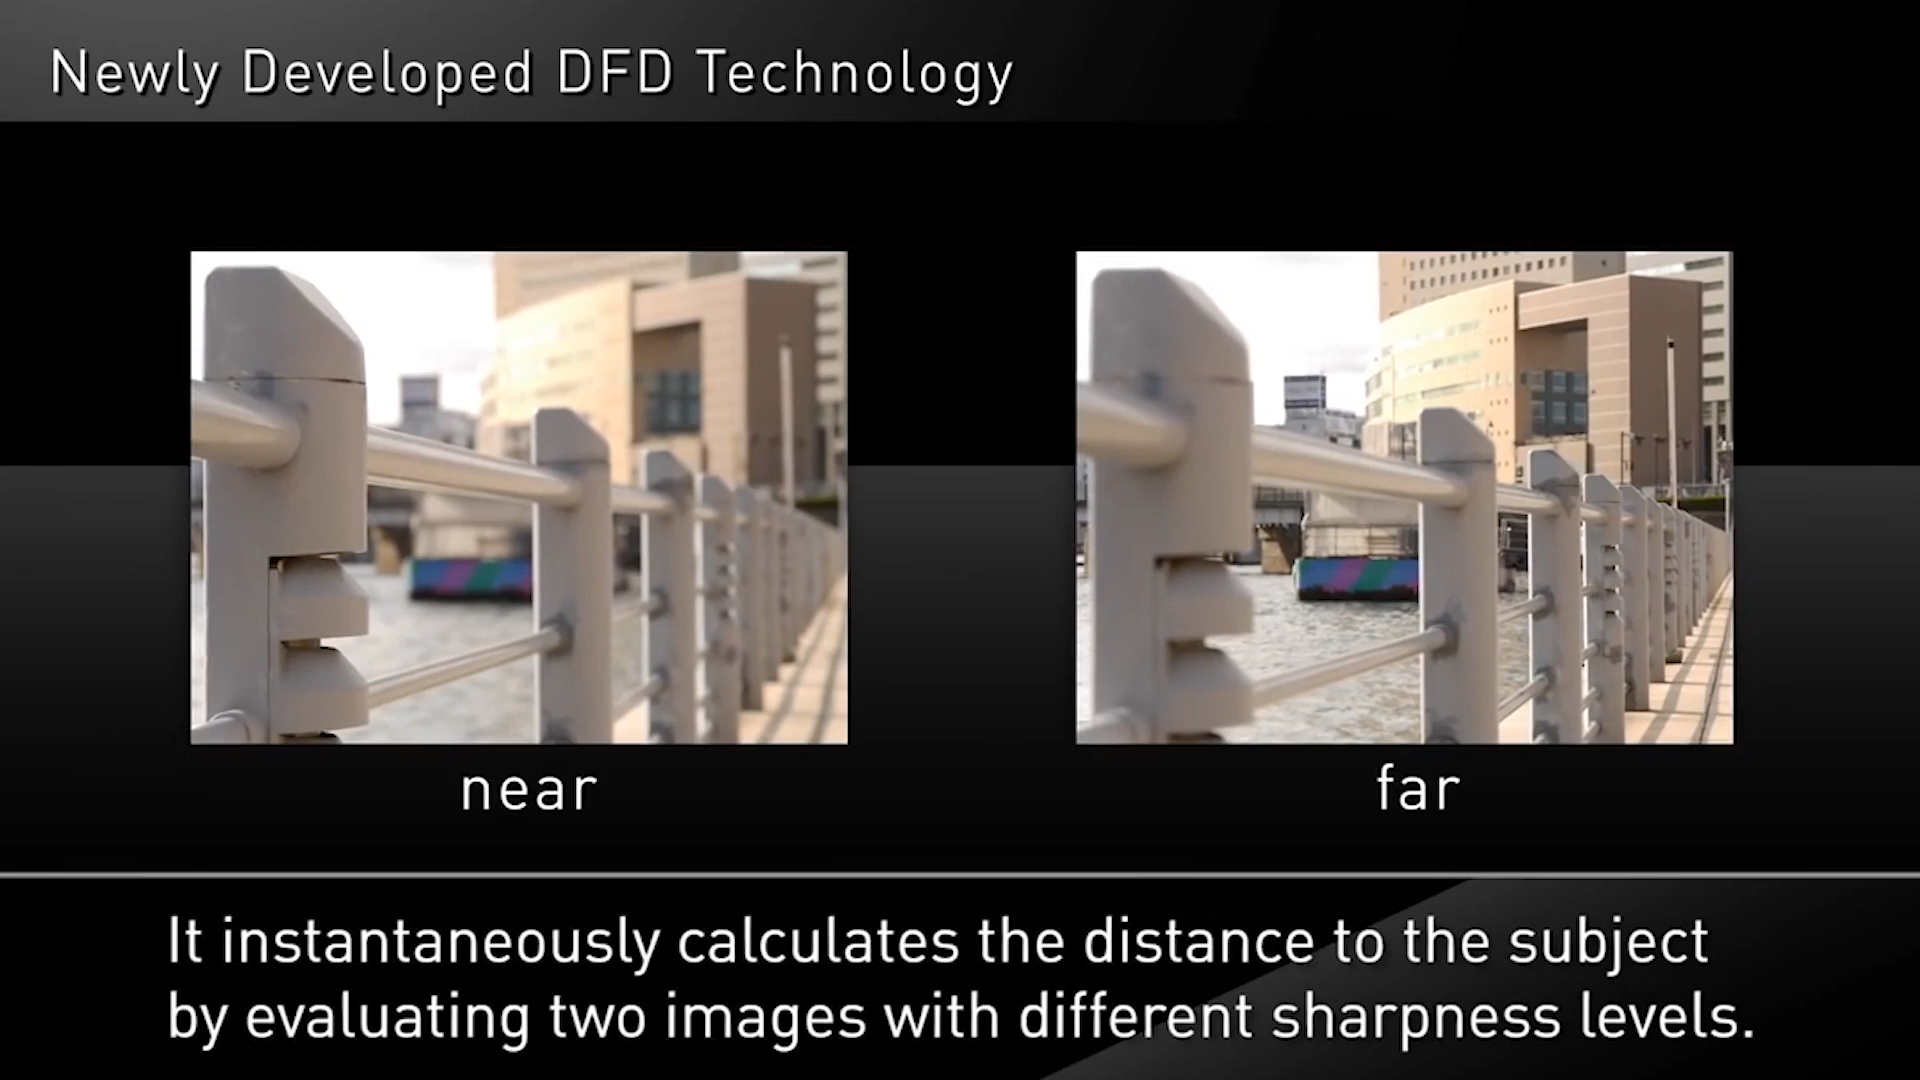 Newly Developed DFD Technology
near
far
It instantaneously calculates the distance to the subject
by evaluating two images with different sharpness levels.